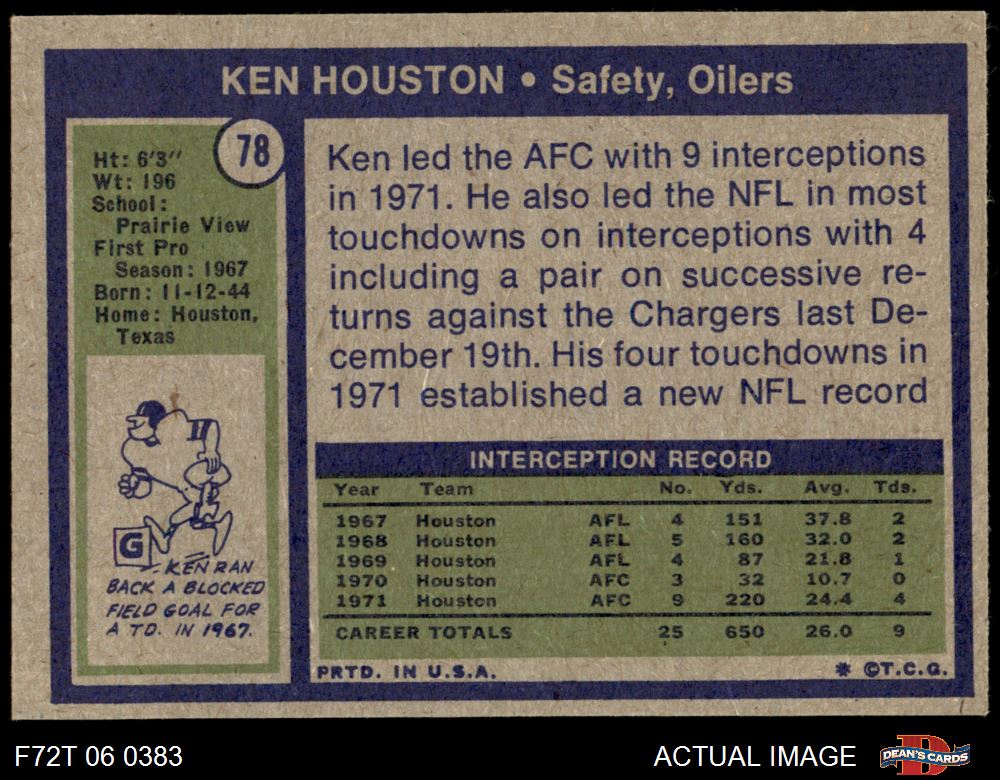 KEN HOUSTON • Safety, Oilers
78
Ht: 6'3"
Wt: 196
School:
Prairie View
First Pro
Season: 1967
Born: 11-12-44
Home: Houston,
Texas
G
KEN RAN
BACK A BLOCKED
FIELD GOAL FOR
A TD. IN 1967.
Ken led the AFC with 9 interceptions
in 1971. He also led the NFL in most
touchdowns on interceptions with 4
including a pair on successive re-
turns against the Chargers last De-
cember 19th. His four touchdowns in
1971 established a new NFL record
INTERCEPTION RECORD
Year Team No. Yds. Avg. Tds.
1967 Houston AFL 4 151 37.8 2
1968 Houston AFL 5 160 32.0 2
1969 Houston AFL 4 87 21.8 1
1970 Houston AFC 3 32 10.7 0
1971 Houston AFC 9 220 24.4 4
CAREER TOTALS 25 650 26.0 9
PRTD. IN U.S.A. * ©T.C.G.
F72T 06 0383 ACTUAL IMAGE DEAN'S CARDS